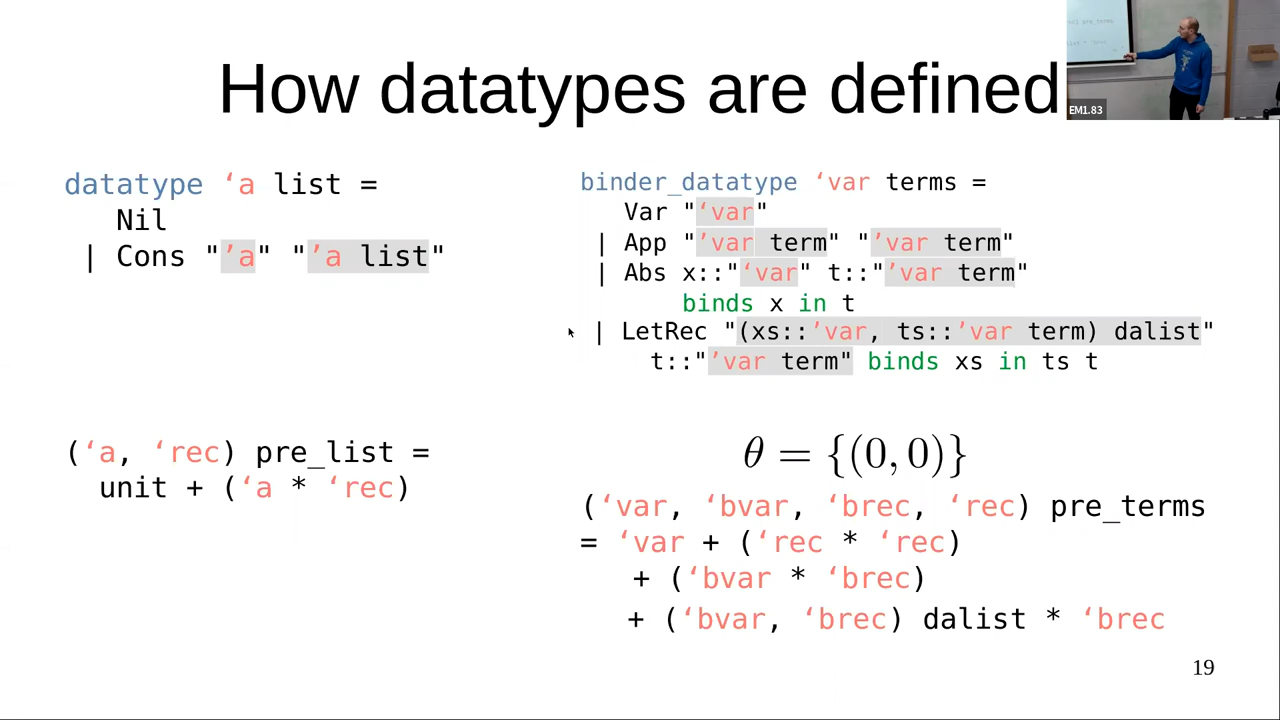 How datatypes are defined
EM1.83
datatype ‘a list =
Nil
| Cons "’a" "’a list"
binder_datatype ‘var terms =
Var "‘var"
| App "’var term" "’var term"
| Abs x::"‘var" t::"’var term"
binds x in t
| LetRec "(xs::’var, ts::’var term) dalist"
t::"’var term" binds xs in ts t
(‘a, ‘rec) pre_list =
unit + (‘a * ‘rec)
θ = {(0, 0)}
(‘var, ‘bvar, ‘brec, ‘rec) pre_terms
= ‘var + (‘rec * ‘rec)
+ (‘bvar * ‘brec)
+ (‘bvar, ‘brec) dalist * ‘brec
19